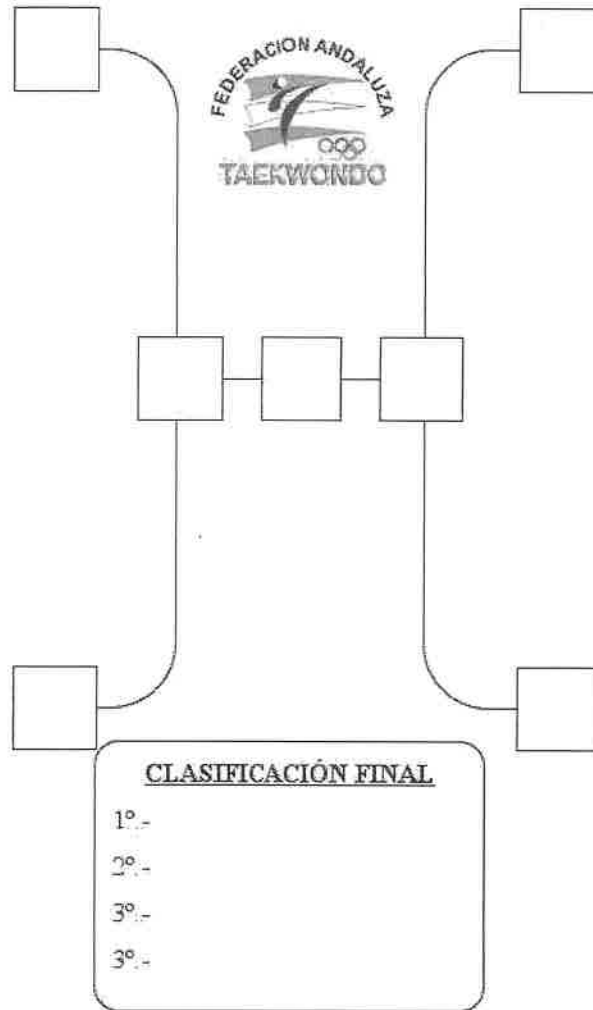 FEDERACION ANDALUZA
TAEKWONDO
CLASIFICACIÓN FINAL
1º.-
2º.-
3º.-
3º.-